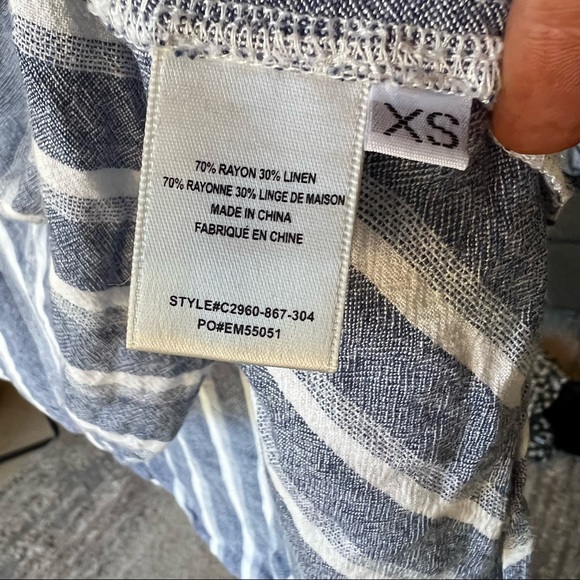 70% RAYON 30% LINEN
70% RAYONNE 30% LINGE DE MAISON
MADE IN CHINA
FABRIQUÉ EN CHINE
STYLE#C2960-867-304
PO#EM55051
XS